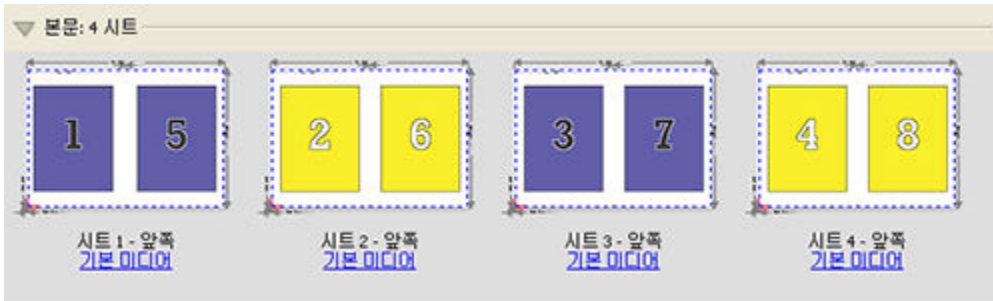 본문: 4 시트
1 5
2 6
3 7
4 8
시트 1 - 앞쪽
기본 미디어
시트 2 - 앞쪽
기본 미디어
시트 3 - 앞쪽
기본 미디어
시트 4 - 앞쪽
기본 미디어